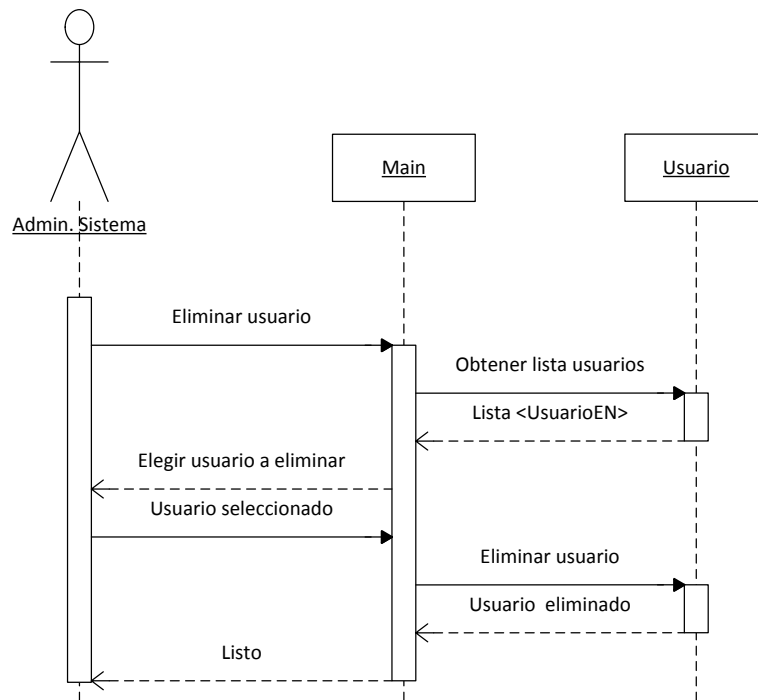 Main
Usuario
Admin. Sistema
Eliminar usuario
Obtener lista usuarios
Lista <UsuarioEN>
Elegir usuario a eliminar
Usuario seleccionado
Eliminar usuario
Usuario eliminado
Listo